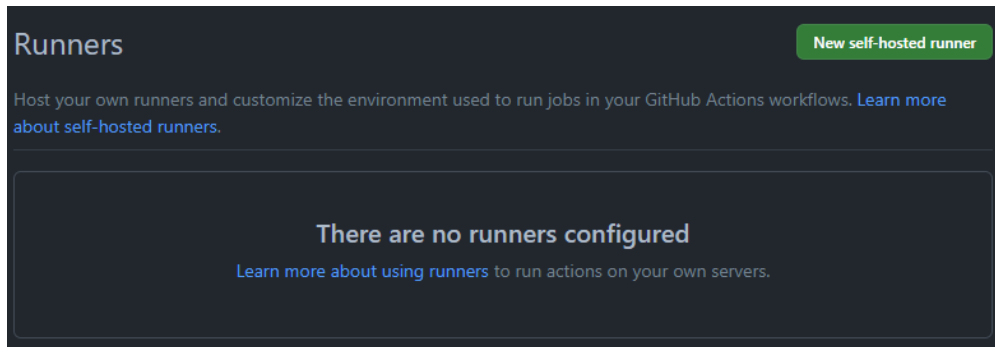 Runners
New self-hosted runner
Host your own runners and customize the environment used to run jobs in your GitHub Actions workflows. Learn more
about self-hosted runners.
There are no runners configured
Learn more about using runners to run actions on your own servers.